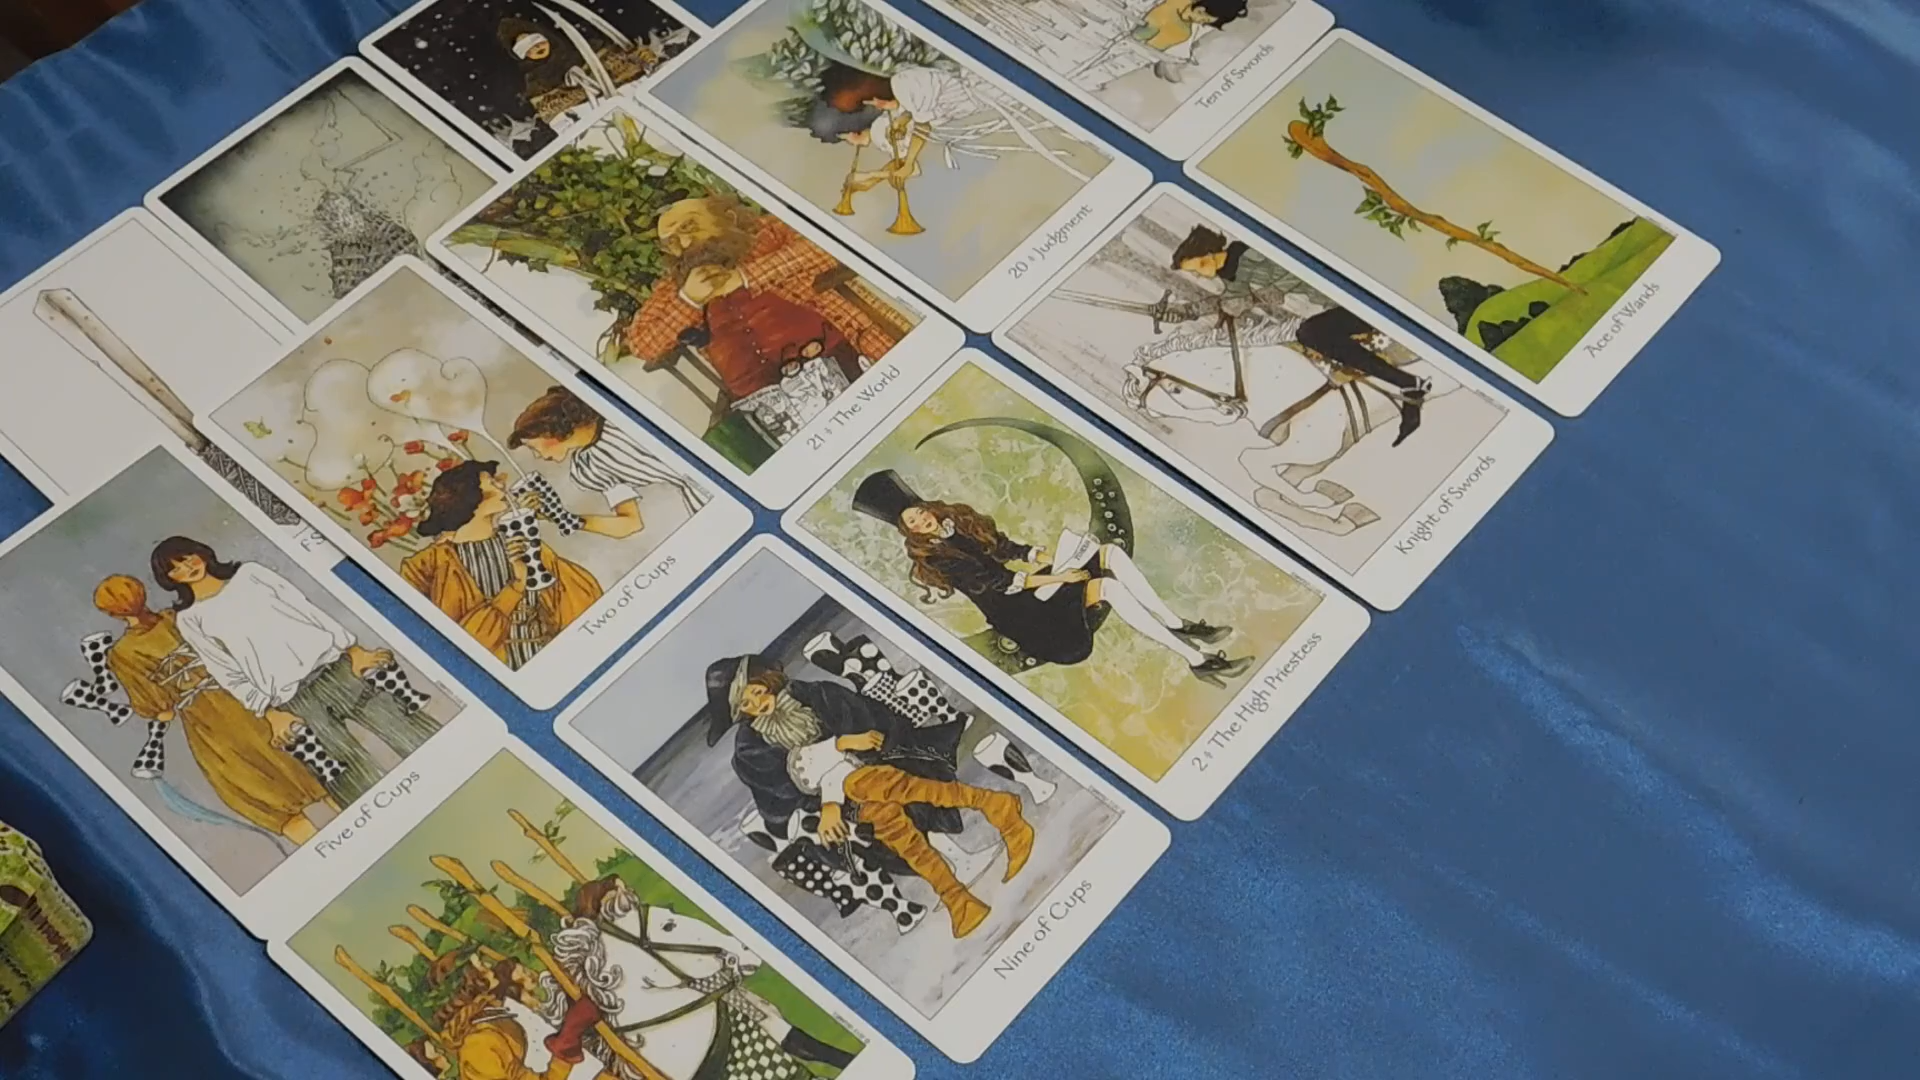 Ten of Swords
Ace of Wands
20 ÷ Judgment
Knight of Swords
21 ÷ The World
2 ÷ The High Priestess
Two of Cups
Nine of Cups
Five of Cups